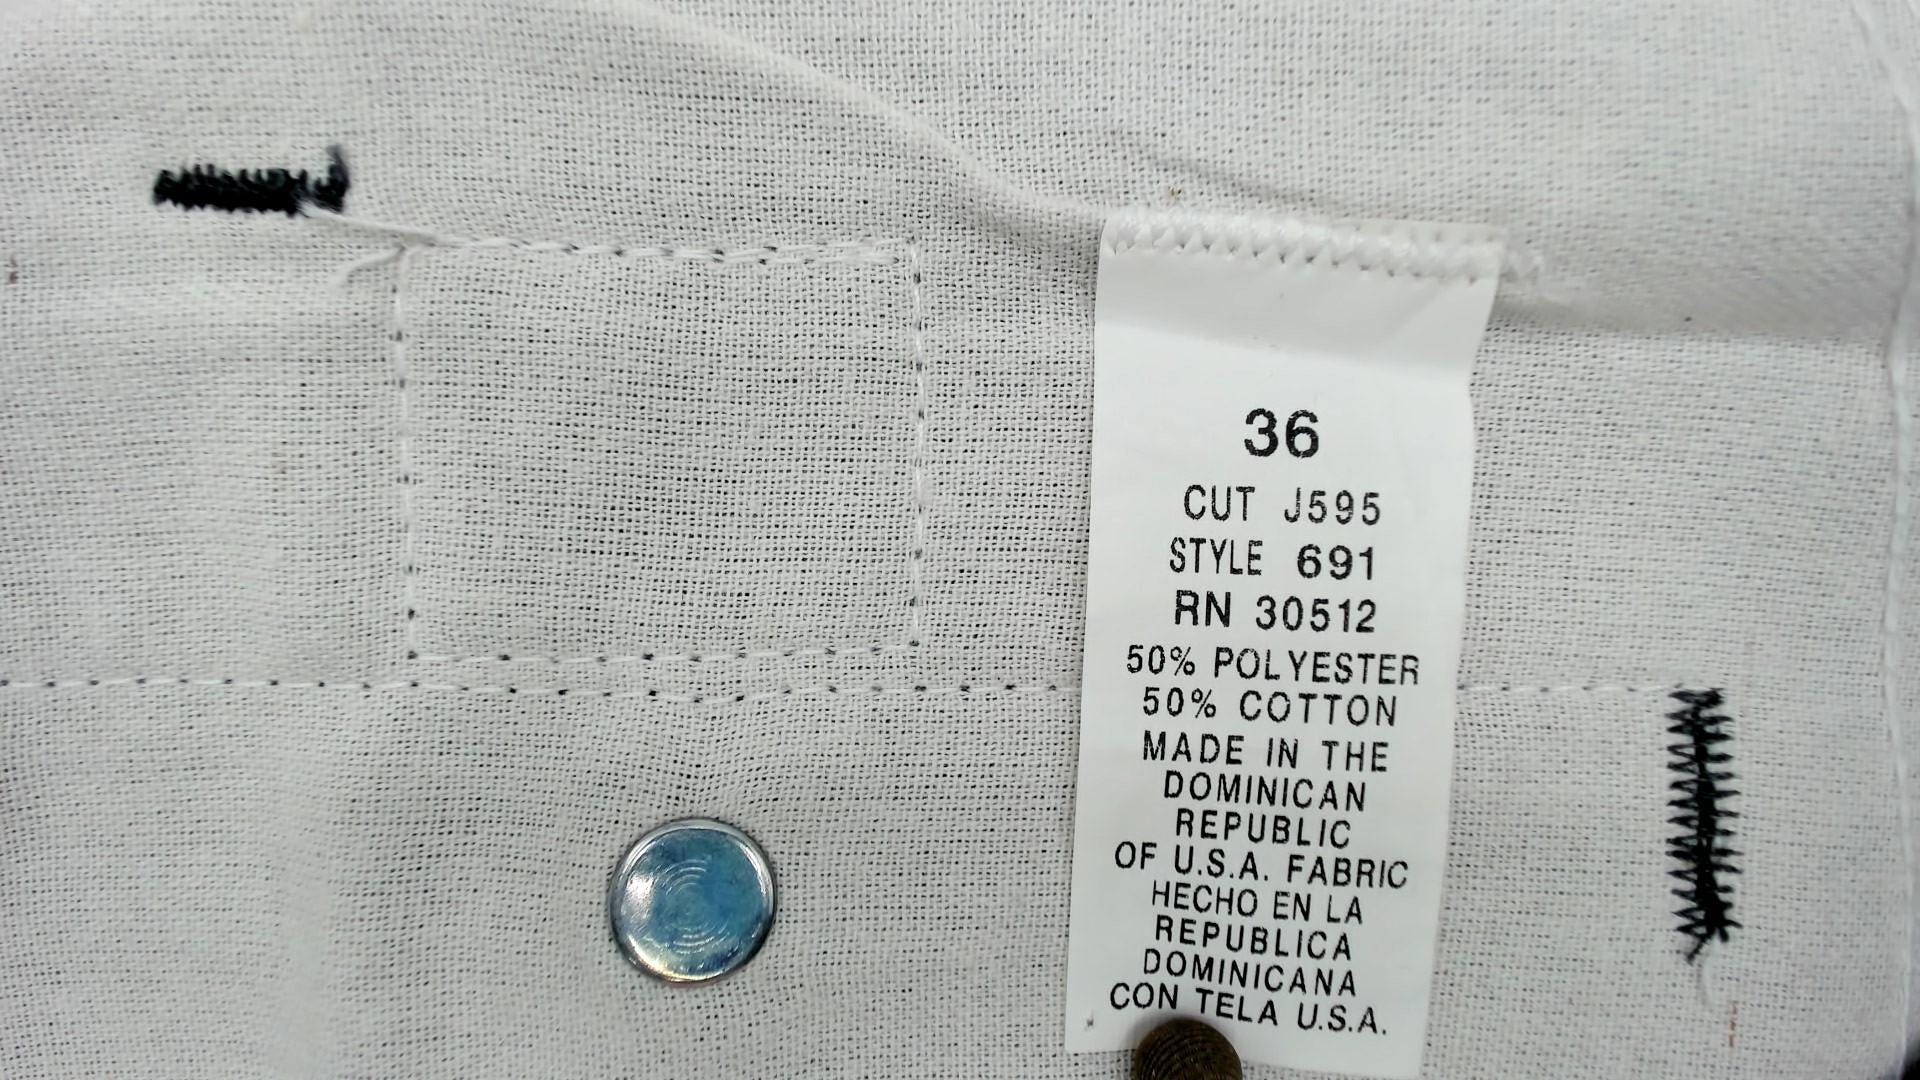 36
CUT J595
STYLE 691
RN 30512
50% POLYESTER
50% COTTON
MADE IN THE
DOMINICAN
REPUBLIC
OF U.S.A. FABRIC
HECHO EN LA
REPUBLICA
DOMINICANA
CON TELA U.S.A.